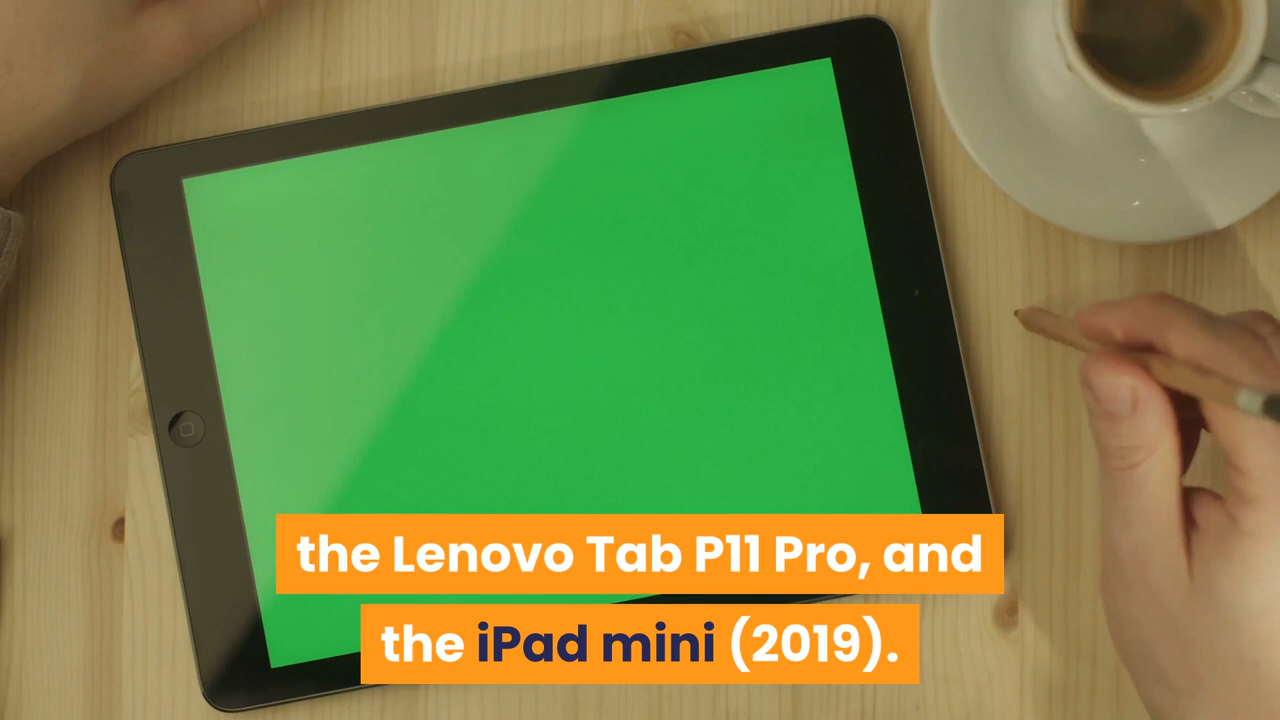 the Lenovo Tab P11 Pro, and
the iPad mini (2019).